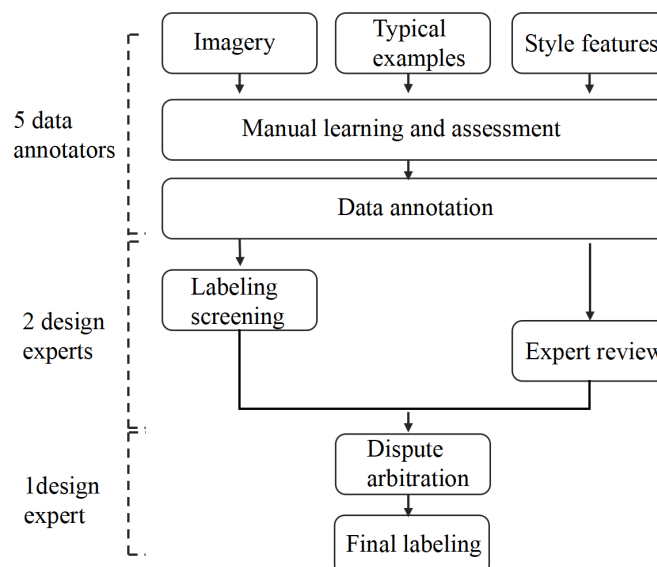 Imagery
Typical
examples
Style features
5 data
annotators
Manual learning and assessment
Data annotation
2 design
experts
Labeling
screening
Expert review
1design
expert
Dispute
arbitration
Final labeling